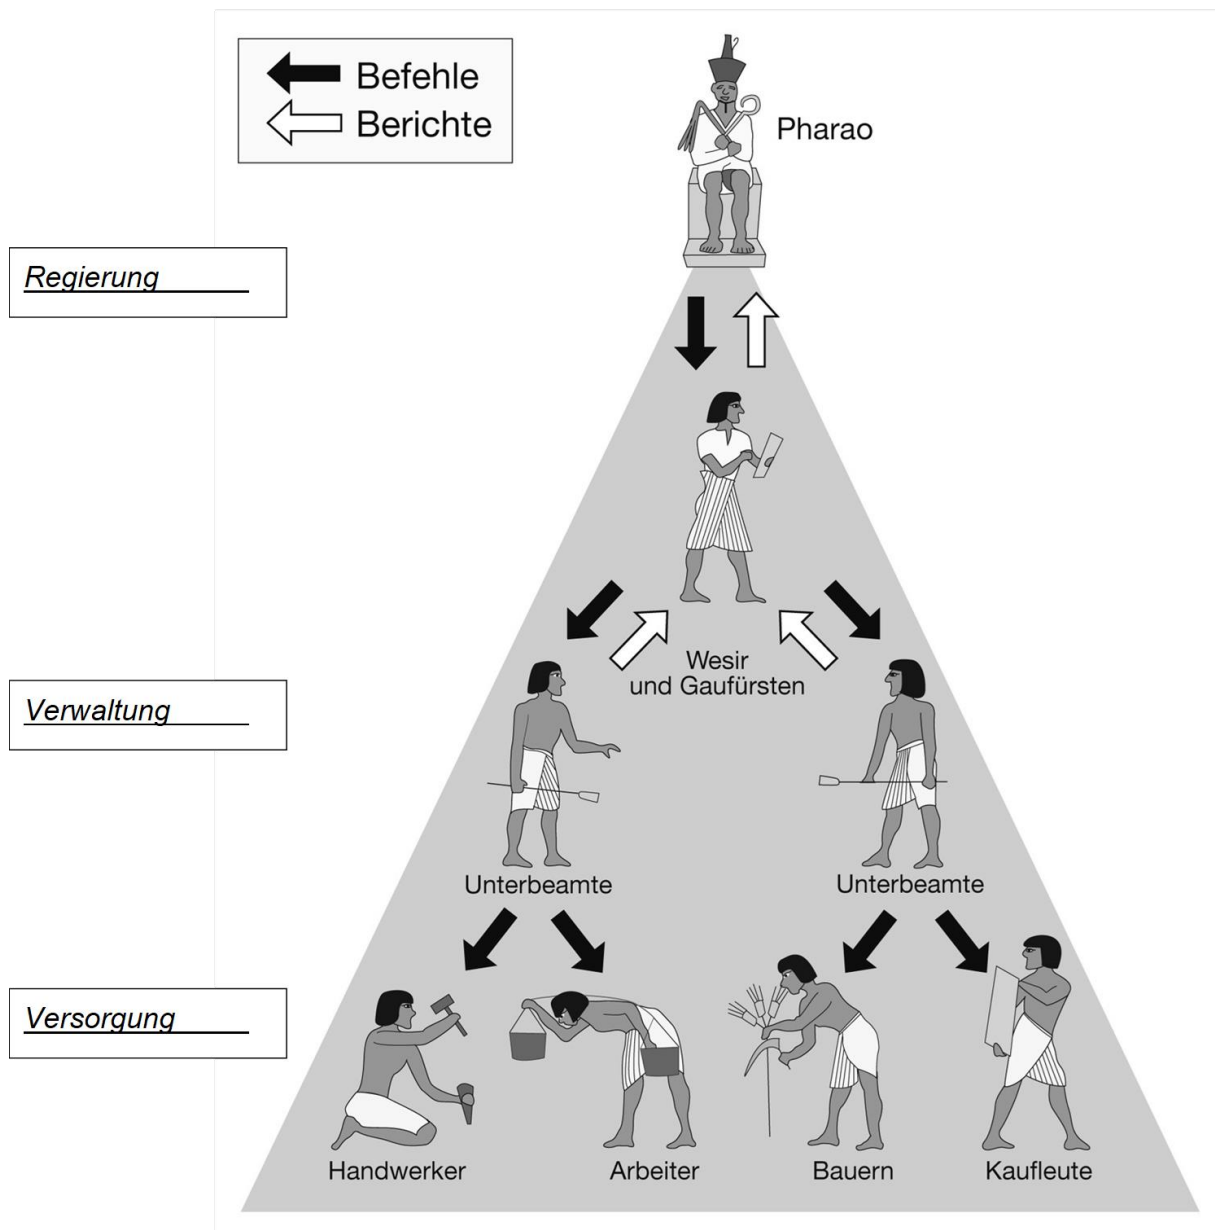 Befehle
Berichte
Pharao
Regierung
Wesir
und Gaufürsten
Verwaltung
Unterbeamte
Unterbeamte
Versorgung
Handwerker
Arbeiter
Bauern
Kaufleute